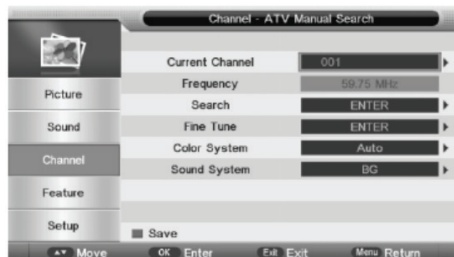 Channel - ATV Manual Search
Current Channel 001
Frequency 59.75 MHz
Search ENTER
Fine Tune ENTER
Color System Auto
Sound System BG
Picture
Sound
Channel
Feature
Setup
Save
Move OK Enter Exit Exit Menu Return